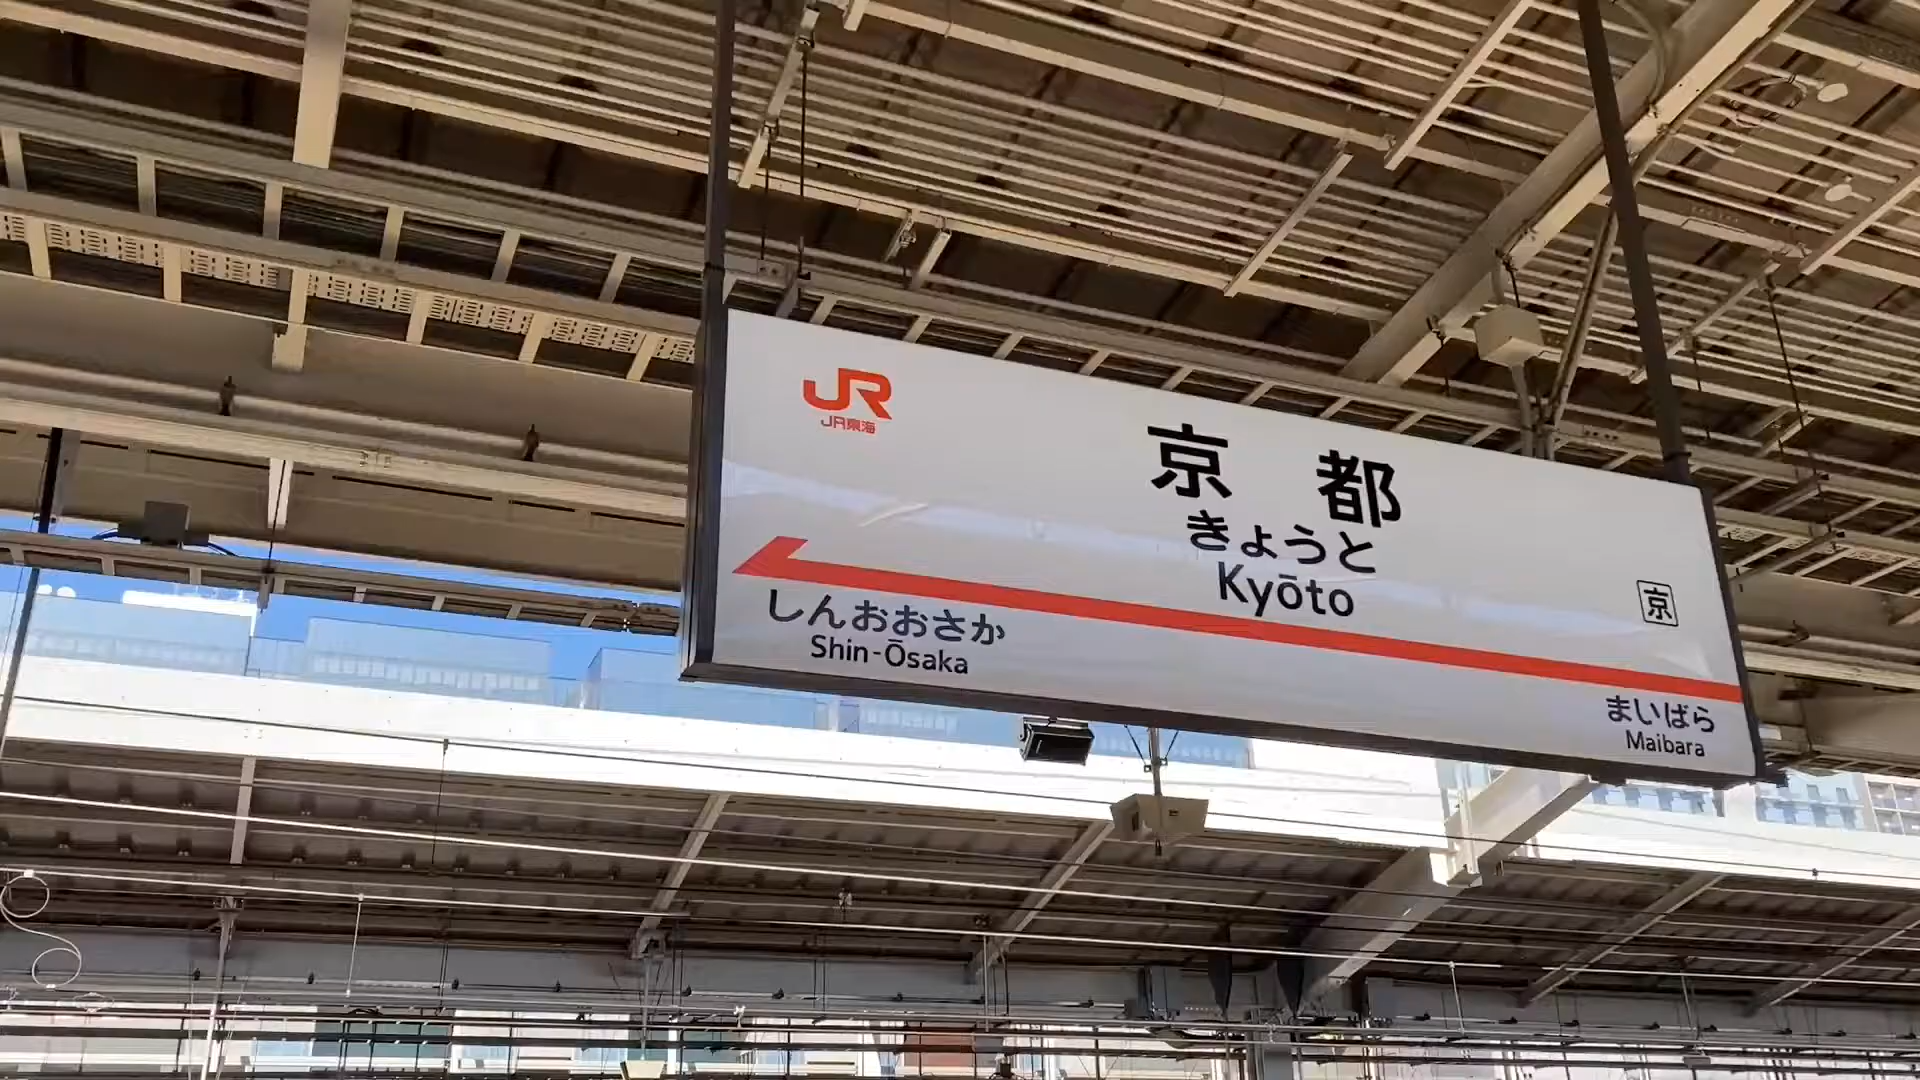 JR
JR東海
京都
きょうと
Kyōto
京
しんおおさか
Shin-Ōsaka
まいばら
Maibara